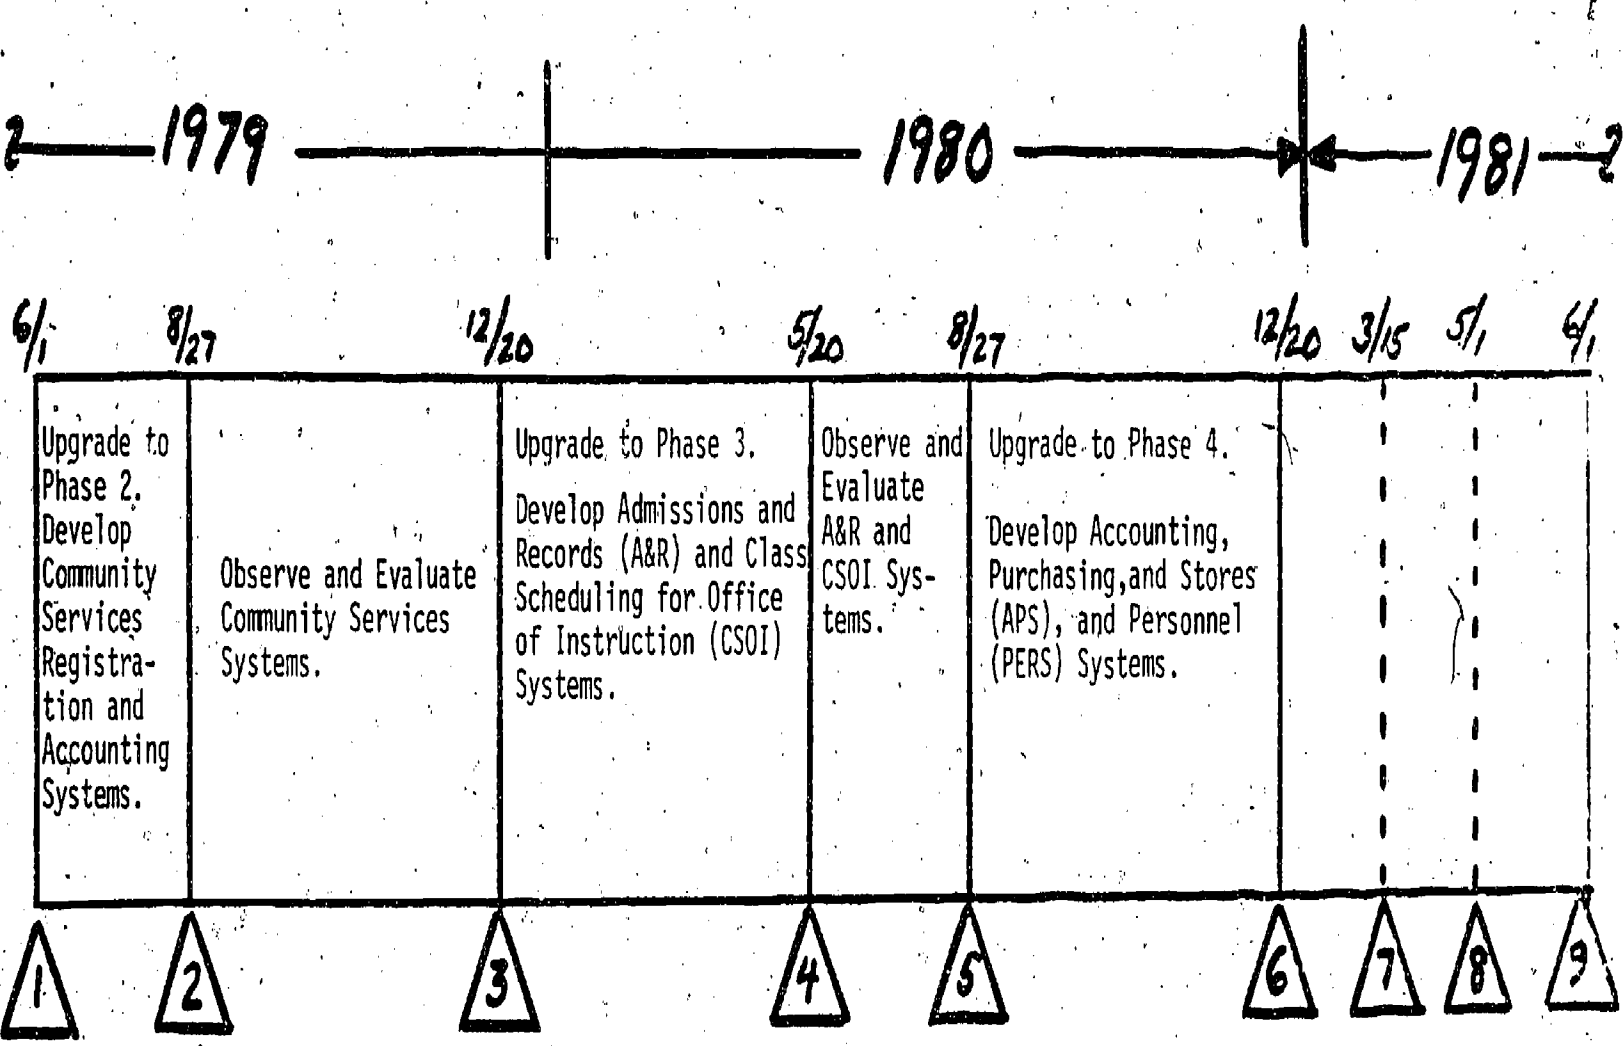 1979
1980
1981
6/1
8/27
12/20
5/20
8/27
12/20
3/15
5/1
6/1
Upgrade to
Phase 2.
Develop
Community
Services
Registra-
tion and
Accounting
Systems.
Observe and Evaluate
Community Services
Systems.
Upgrade to Phase 3.
Develop Admissions and
Records (A&R) and Class
Scheduling for Office
of Instruction (CSOI)
Systems.
Observe and
Evaluate
A&R and
CSOI Sys-
tems.
Upgrade to Phase 4.
Develop Accounting,
Purchasing, and Stores
(APS), and Personnel
(PERS) Systems.
1
2
3
4
5
6
7
8
9